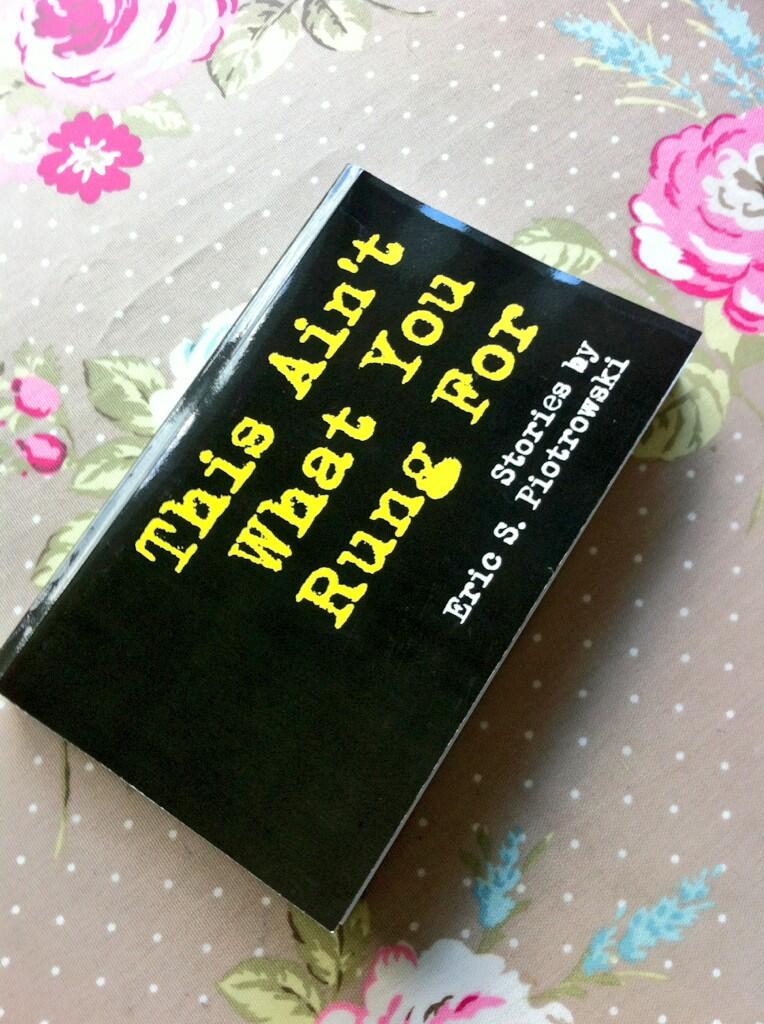 This Ain't
What You
Rung For
Stories by
Eric S. Piotrowski